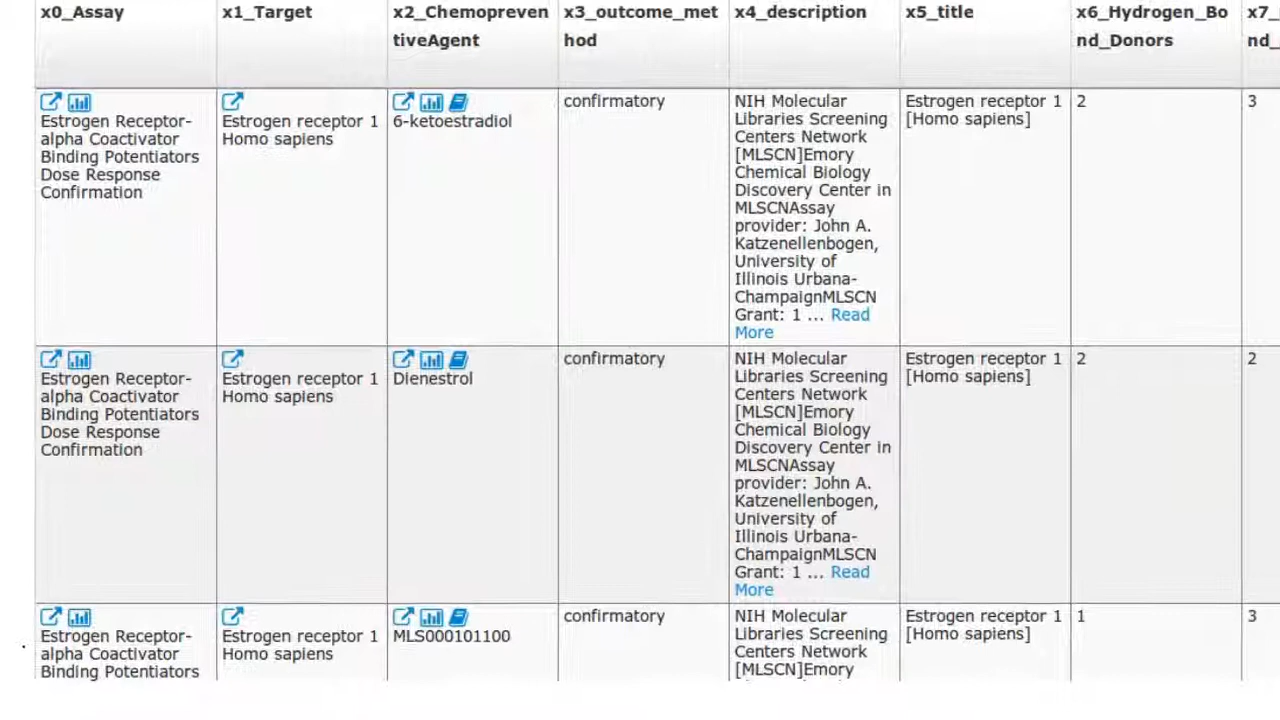 x0_Assay
x1_Target
x2_Chemopreven
tiveAgent
x3_outcome_met
hod
x4_description
x5_title
x6_Hydrogen_Bo
nd_Donors
x7_
nd_
Estrogen Receptor-
alpha Coactivator
Binding Potentiators
Dose Response
Confirmation
Estrogen receptor 1
Homo sapiens
6-ketoestradiol
confirmatory
NIH Molecular
Libraries Screening
Centers Network
[MLSCN]Emory
Chemical Biology
Discovery Center in
MLSCNAssay
provider: John A.
Katzenellenbogen,
University of
Illinois Urbana-
ChampaignMLSCN
Grant: 1 ... Read
More
Estrogen receptor 1
[Homo sapiens]
2
3
Estrogen Receptor-
alpha Coactivator
Binding Potentiators
Dose Response
Confirmation
Estrogen receptor 1
Homo sapiens
Dienestrol
confirmatory
NIH Molecular
Libraries Screening
Centers Network
[MLSCN]Emory
Chemical Biology
Discovery Center in
MLSCNAssay
provider: John A.
Katzenellenbogen,
University of
Illinois Urbana-
ChampaignMLSCN
Grant: 1 ... Read
More
Estrogen receptor 1
[Homo sapiens]
2
2
Estrogen Receptor-
alpha Coactivator
Binding Potentiators
Estrogen receptor 1
Homo sapiens
MLS000101100
confirmatory
NIH Molecular
Libraries Screening
Centers Network
[MLSCN]Emory
Estrogen receptor 1
[Homo sapiens]
1
3